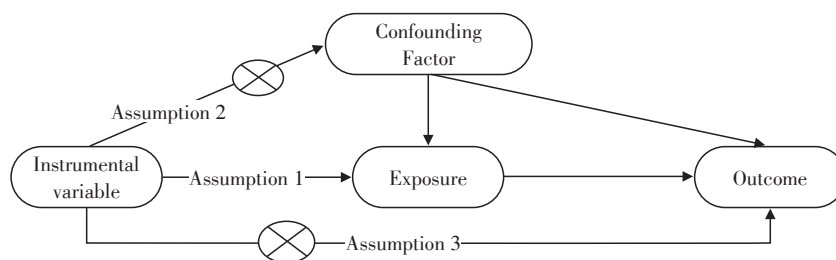 Confounding
Factor
Assumption 2
Instrumental
variable
Assumption 1
Exposure
Outcome
Assumption 3